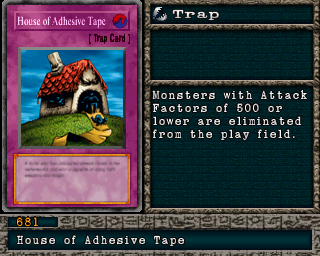 House of Adhesive Tape
[ Trap Card ]
Trap
Monsters with Attack
Factors of 500 or
lower are eliminated
from the play field.
681
House of Adhesive Tape